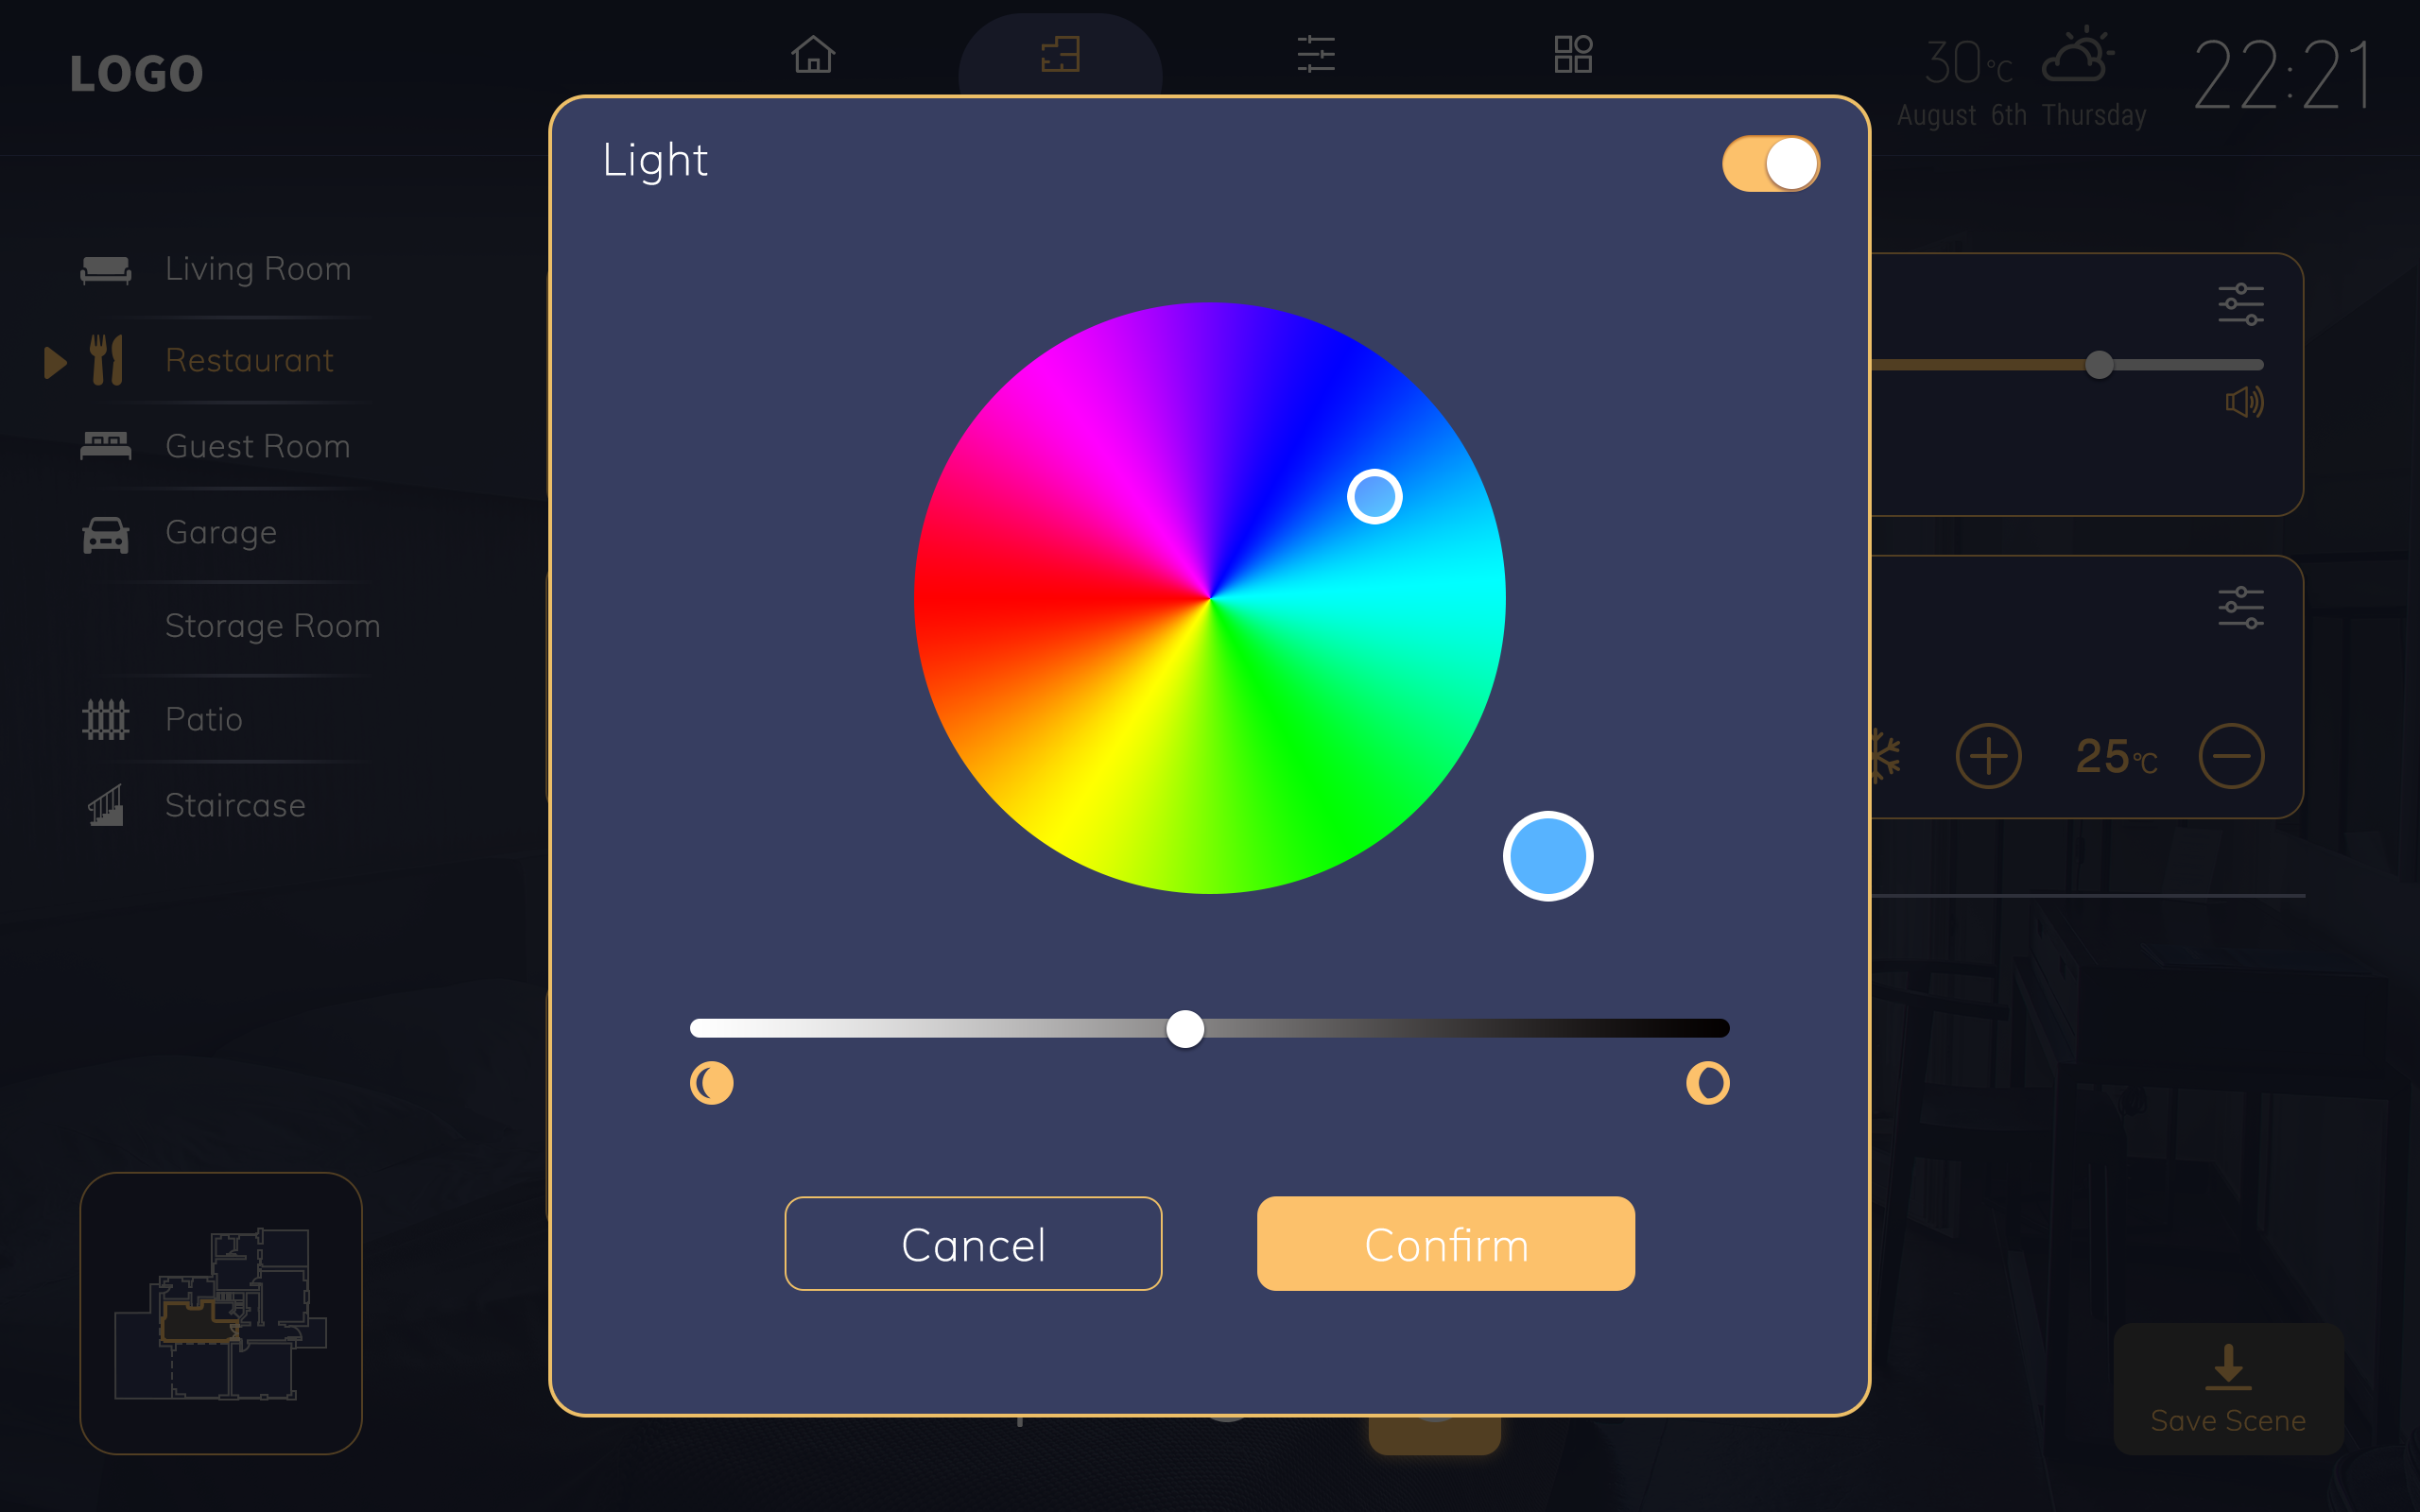 LOGO
30°C
August 6th Thursday
22:21
Light
Living Room
Restaurant
Guest Room
Garage
Storage Room
Patio
Staircase
25°C
Cancel
Confirm
Save Scene